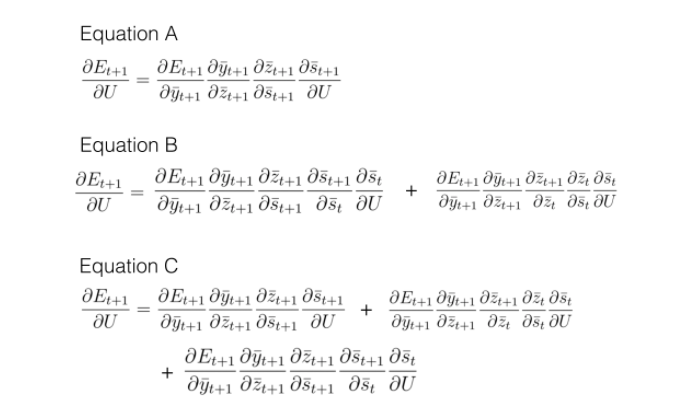 Equation A
∂E_{t+1}/∂U = ∂E_{t+1}/∂ȳ_{t+1} ∂ȳ_{t+1}/∂z̄_{t+1} ∂z̄_{t+1}/∂s̄_{t+1} ∂s̄_{t+1}/∂U
Equation B
∂E_{t+1}/∂U = ∂E_{t+1}/∂ȳ_{t+1} ∂ȳ_{t+1}/∂z̄_{t+1} ∂z̄_{t+1}/∂s̄_{t+1} ∂s̄_{t+1}/∂s̄_t ∂s̄_t/∂U + ∂E_{t+1}/∂ȳ_{t+1} ∂ȳ_{t+1}/∂z̄_{t+1} ∂z̄_{t+1}/∂z̄_t ∂z̄_t/∂s̄_t ∂s̄_t/∂U
Equation C
∂E_{t+1}/∂U = ∂E_{t+1}/∂ȳ_{t+1} ∂ȳ_{t+1}/∂z̄_{t+1} ∂z̄_{t+1}/∂s̄_{t+1} ∂s̄_{t+1}/∂U + ∂E_{t+1}/∂ȳ_{t+1} ∂ȳ_{t+1}/∂z̄_{t+1} ∂z̄_{t+1}/∂z̄_t ∂z̄_t/∂s̄_t ∂s̄_t/∂U
+ ∂E_{t+1}/∂ȳ_{t+1} ∂ȳ_{t+1}/∂z̄_{t+1} ∂z̄_{t+1}/∂s̄_{t+1} ∂s̄_{t+1}/∂s̄_t ∂s̄_t/∂U